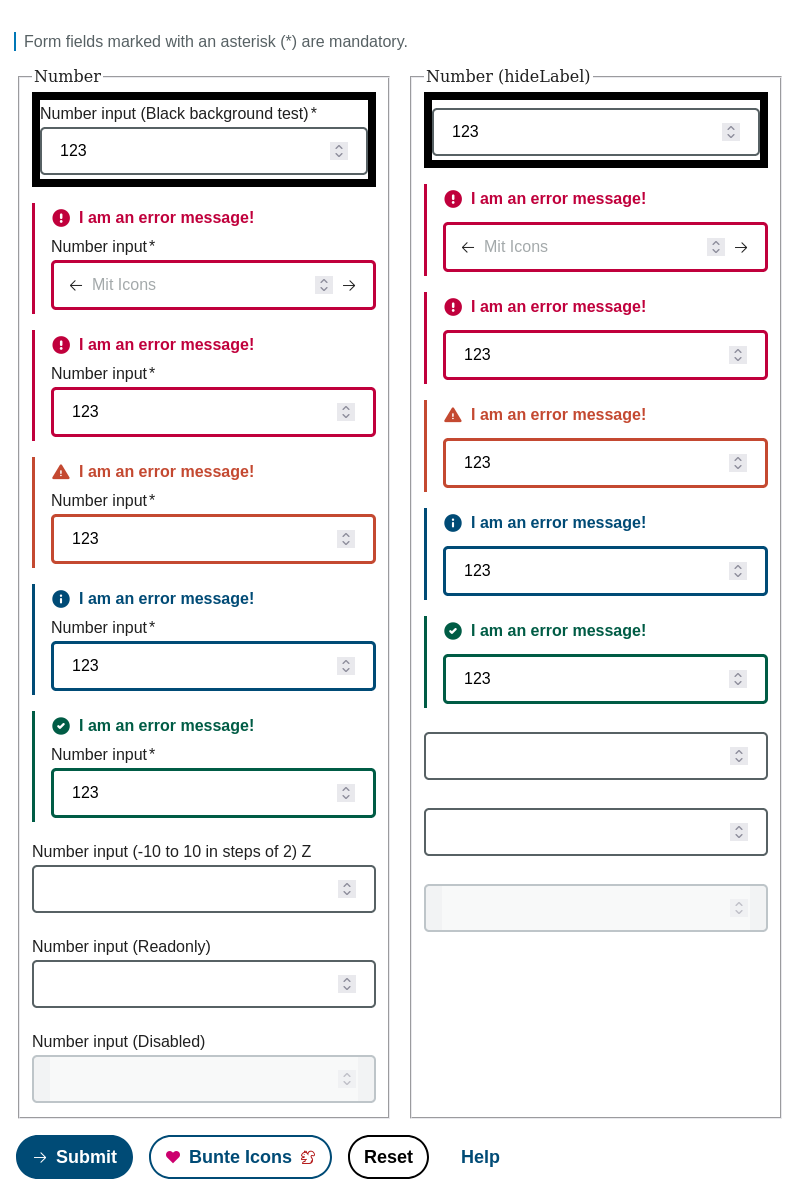 Form fields marked with an asterisk (*) are mandatory.
Number
Number input (Black background test)*
123
I am an error message!
Number input*
Mit Icons
I am an error message!
Number input*
123
I am an error message!
Number input*
123
I am an error message!
Number input*
123
I am an error message!
Number input*
123
Number input (-10 to 10 in steps of 2) Z
Number input (Readonly)
Number input (Disabled)
Number (hideLabel)
123
I am an error message!
Mit Icons
I am an error message!
123
I am an error message!
123
I am an error message!
123
I am an error message!
123
Submit
Bunte Icons
Reset
Help